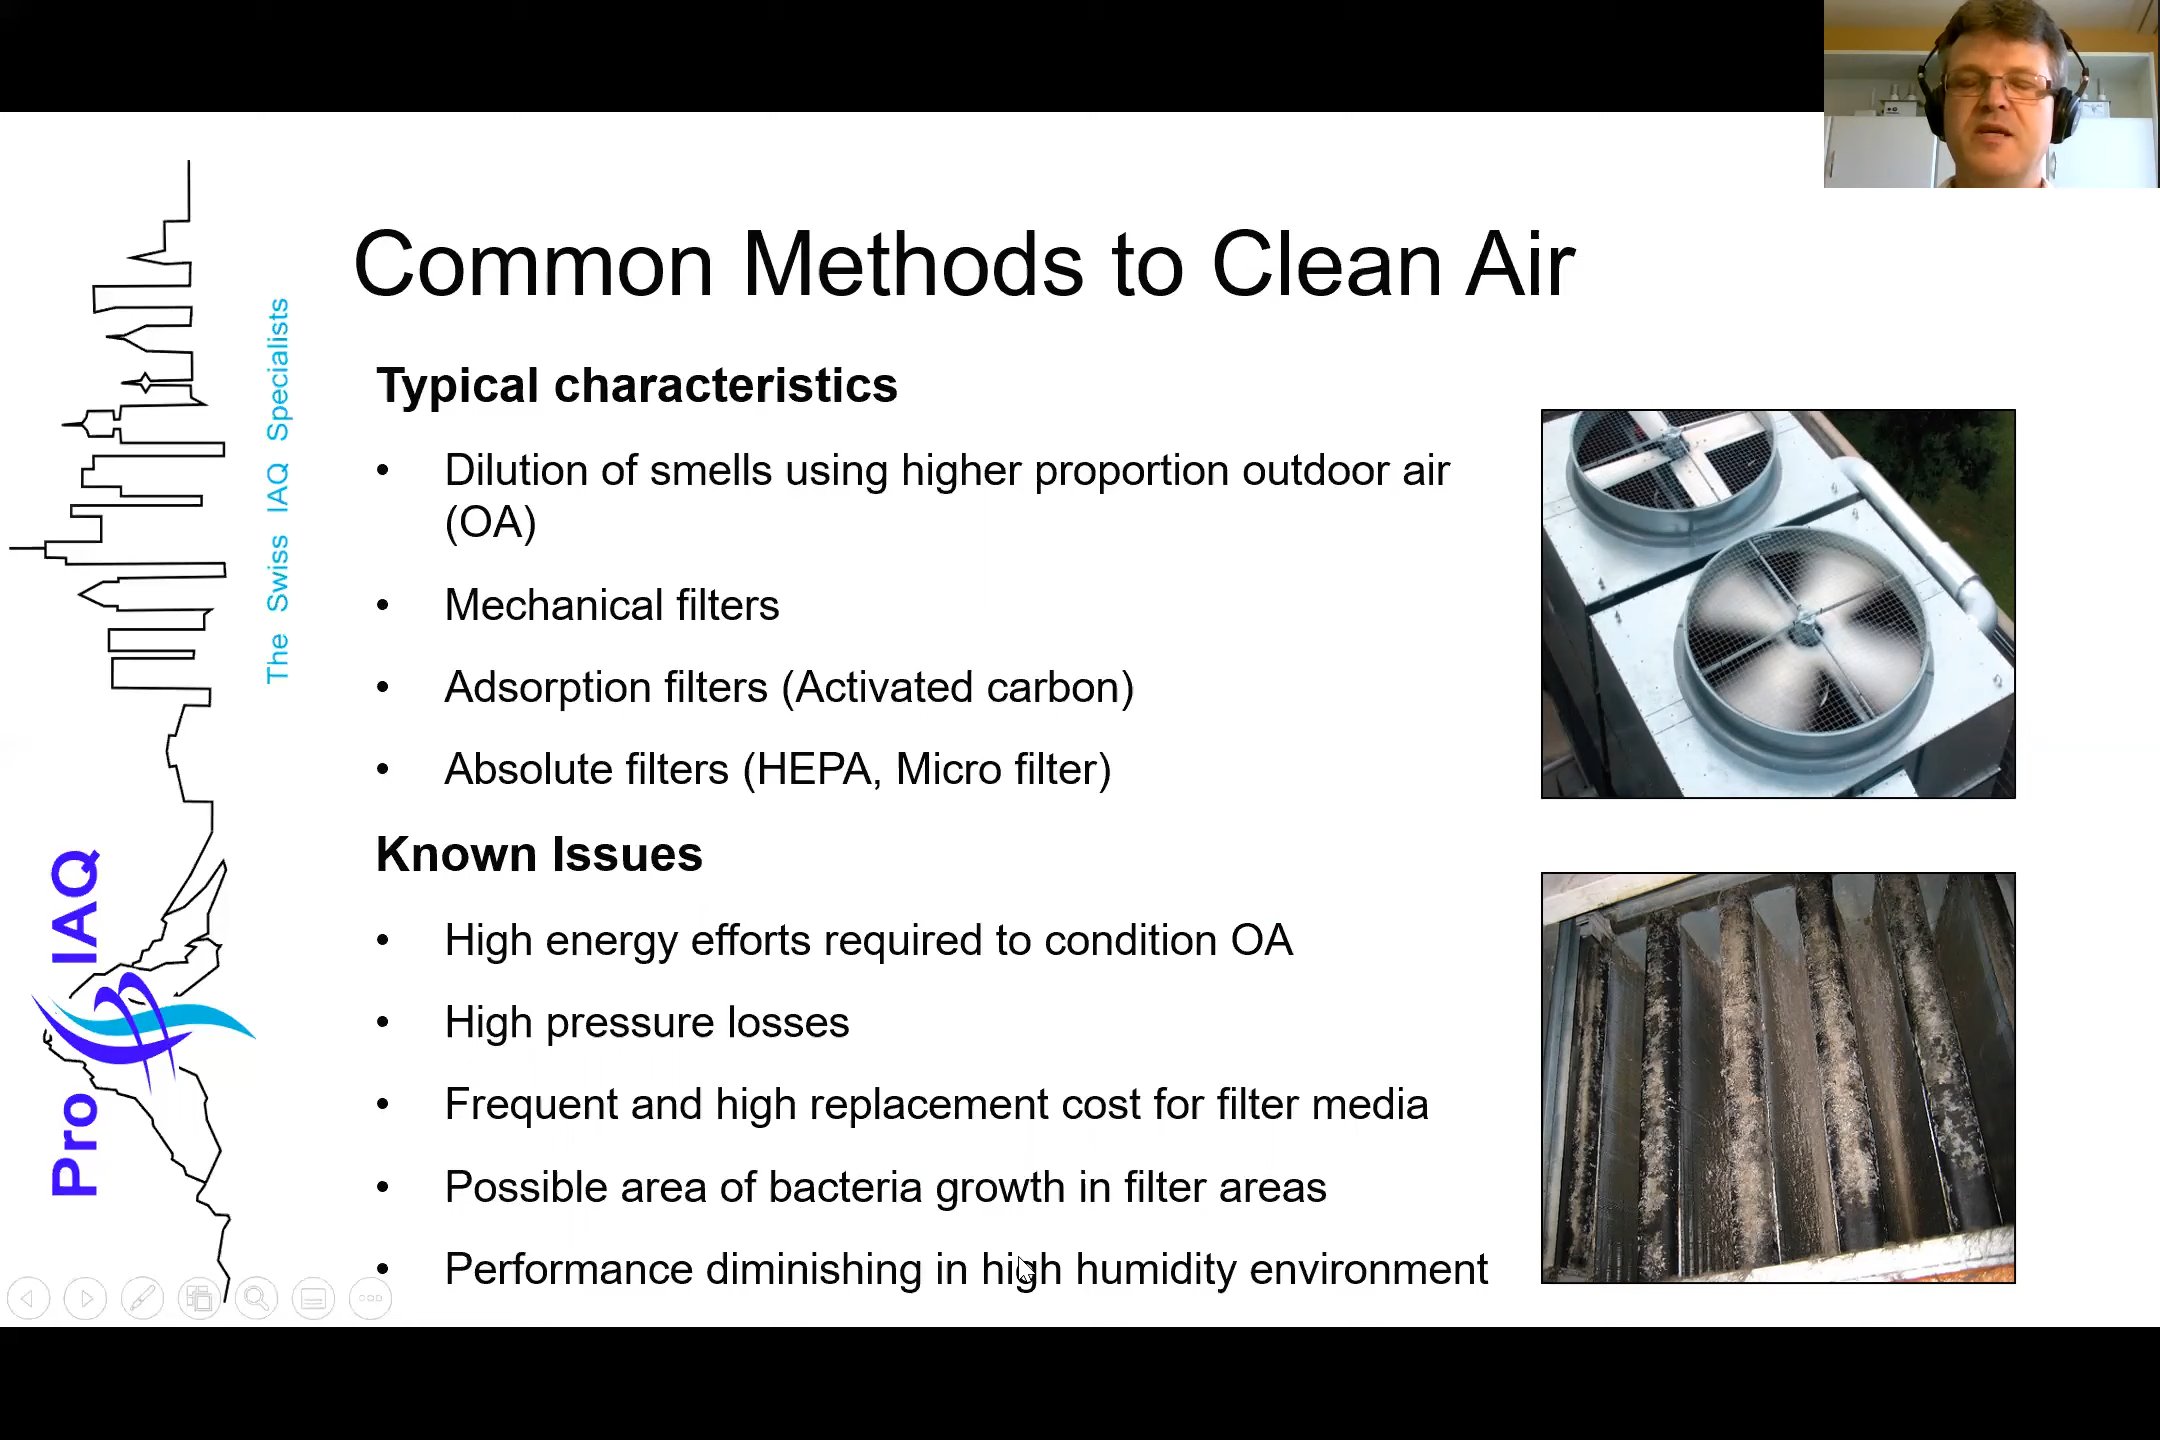 Common Methods to Clean Air
The Swiss IAQ Specialists
Pro IAQ
Typical characteristics
• Dilution of smells using higher proportion outdoor air
(OA)
• Mechanical filters
• Adsorption filters (Activated carbon)
• Absolute filters (HEPA, Micro filter)
Known Issues
• High energy efforts required to condition OA
• High pressure losses
• Frequent and high replacement cost for filter media
• Possible area of bacteria growth in filter areas
• Performance diminishing in high humidity environment